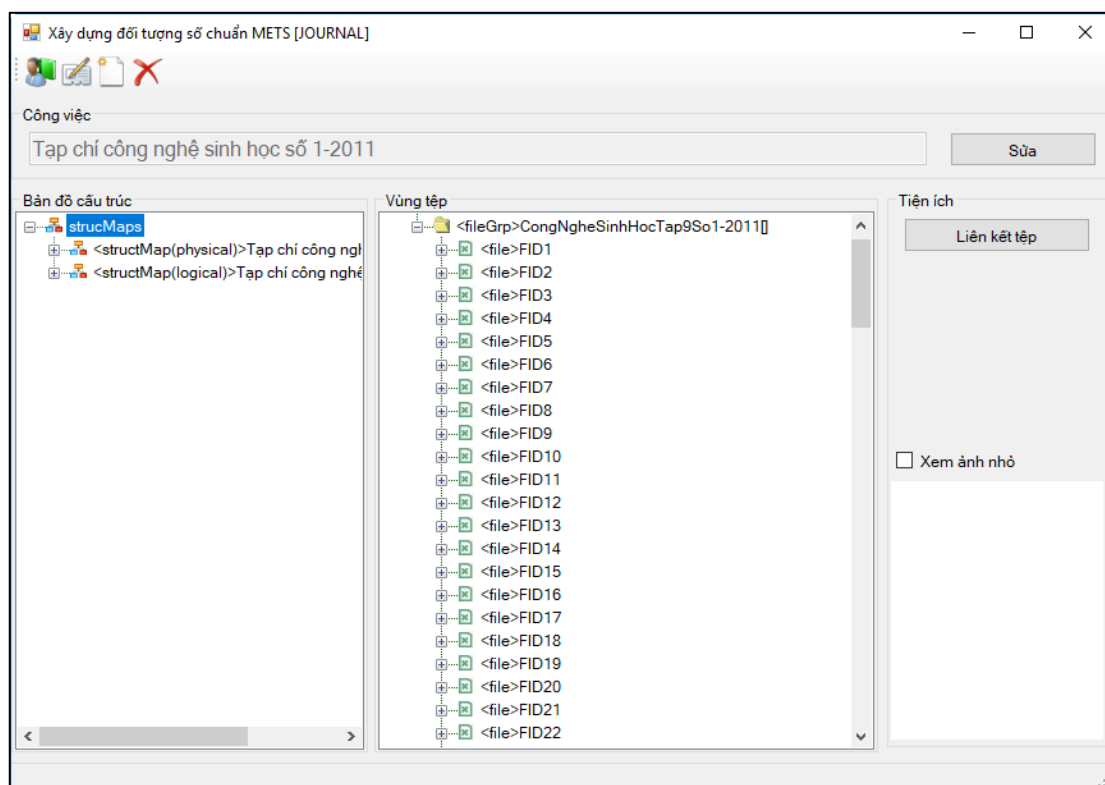 Xây dựng đối tượng số chuẩn METS [JOURNAL]
Công việc
Tạp chí công nghệ sinh học số 1-2011
Sửa
Bản đồ cấu trúc
strucMaps
<structMap(physical)>Tạp chí công ngh
<structMap(logical)>Tạp chí công nghệ
Vùng tệp
<fileGrp>CongNgheSinhHocTap9So1-2011[]
<file>FID1
<file>FID2
<file>FID3
<file>FID4
<file>FID5
<file>FID6
<file>FID7
<file>FID8
<file>FID9
<file>FID10
<file>FID11
<file>FID12
<file>FID13
<file>FID14
<file>FID15
<file>FID16
<file>FID17
<file>FID18
<file>FID19
<file>FID20
<file>FID21
<file>FID22
Tiện ích
Liên kết tệp
Xem ảnh nhỏ